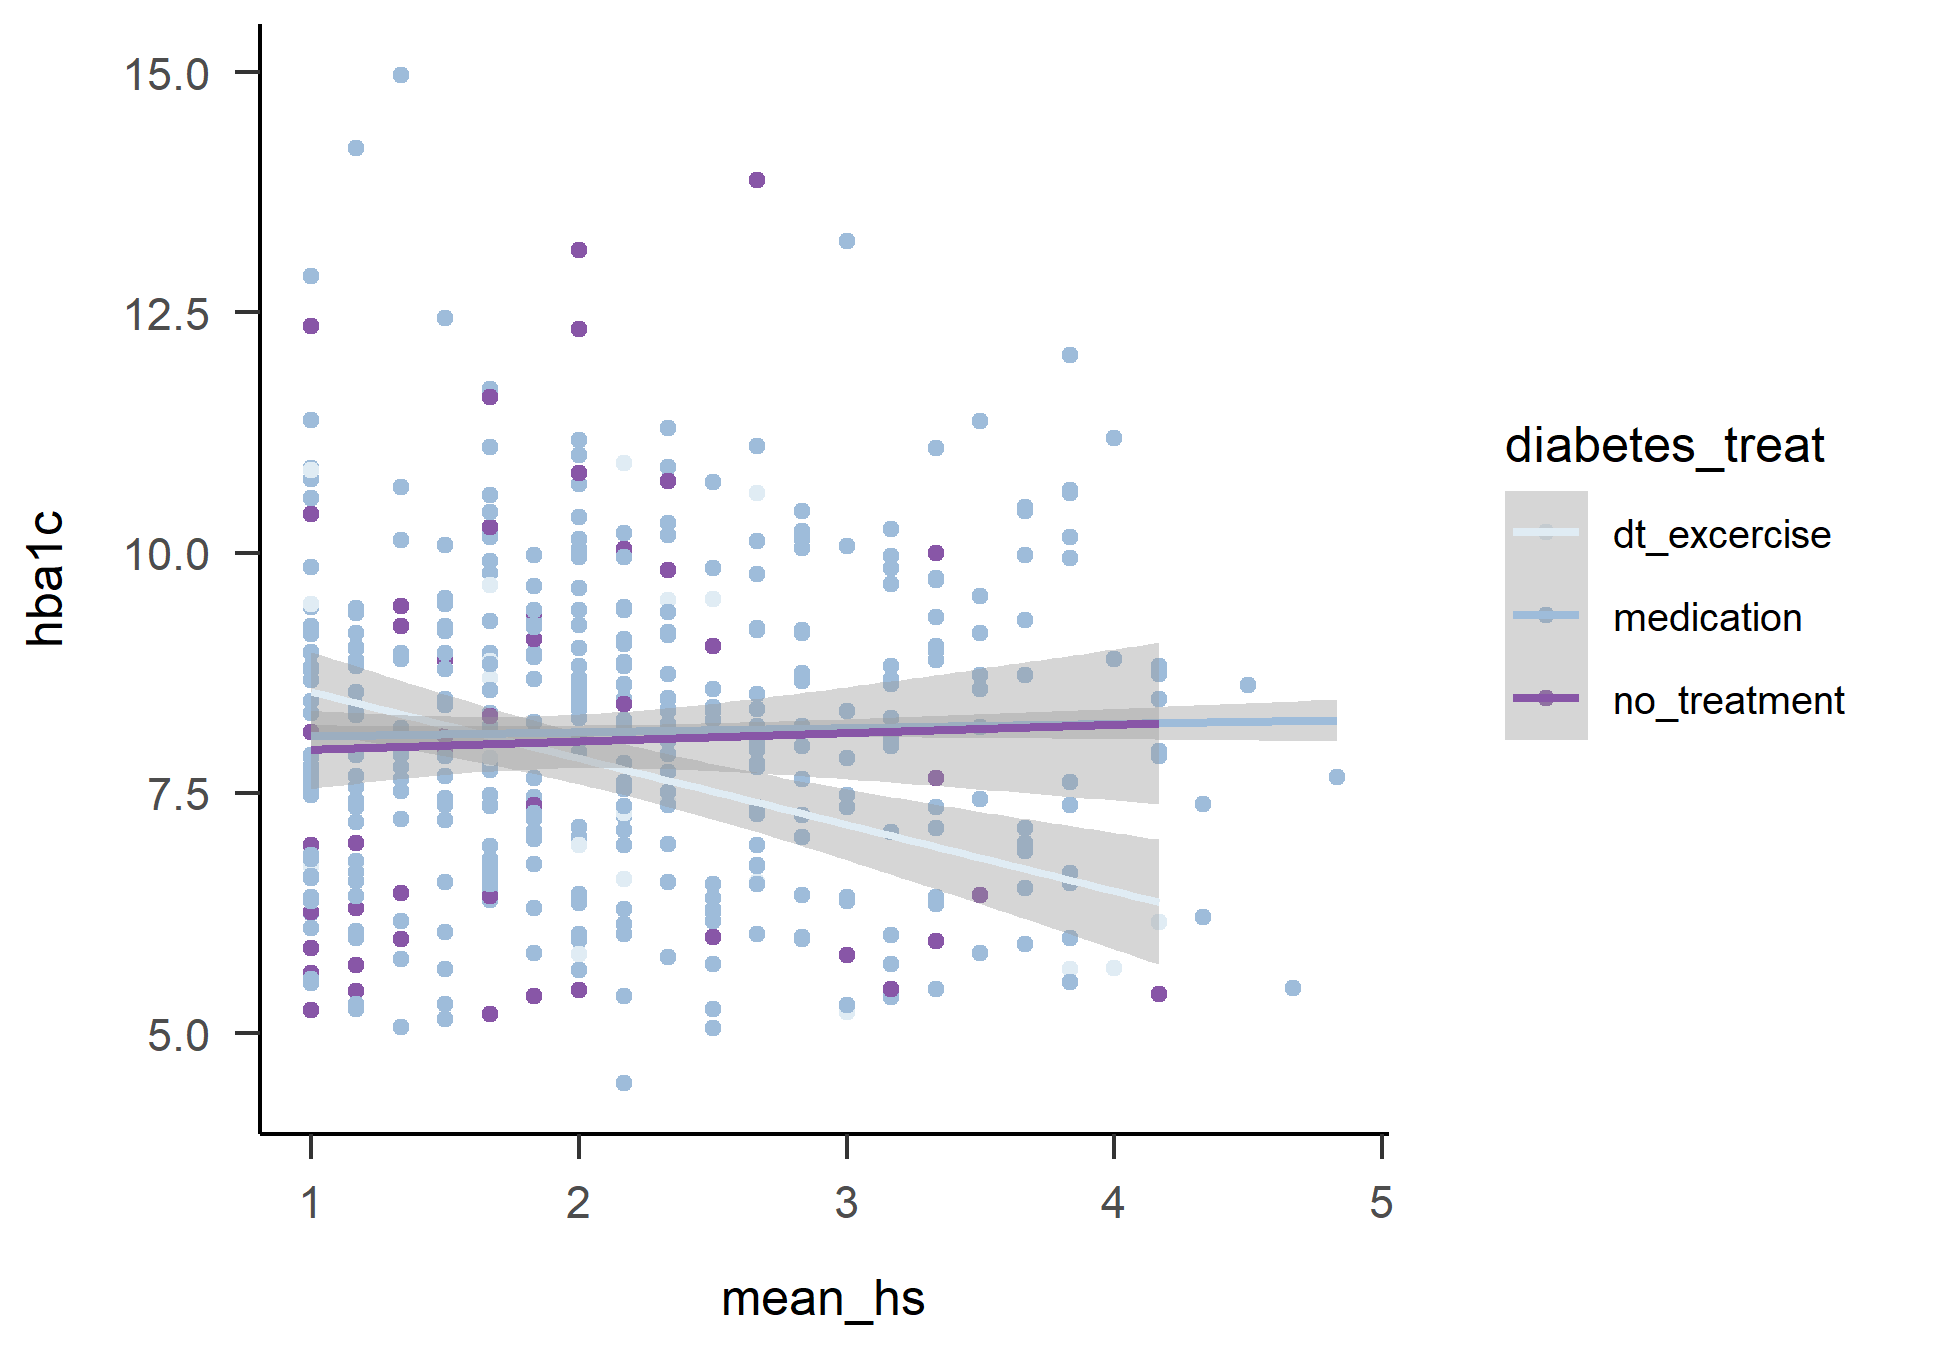 15.0
12.5
10.0
7.5
5.0
hba1c
1 2 3 4 5
mean_hs
diabetes_treat
dt_excercise
medication
no_treatment